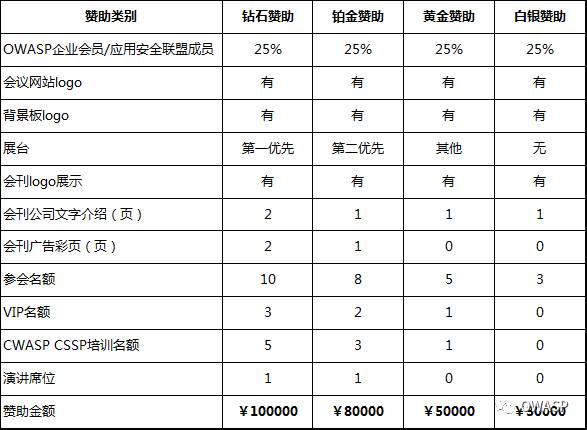 赞助类别 钻石赞助 铂金赞助 黄金赞助 白银赞助
OWASP企业会员/应用安全联盟成员 25% 25% 25% 25%
会议网站logo 有 有 有 有
背景板logo 有 有 有 有
展台 第一优先 第二优先 其他 无
会刊logo展示 有 有 有 有
会刊公司文字介绍（页） 2 1 1 1
会刊广告彩页（页） 2 1 0 0
参会名额 10 8 5 3
VIP名额 3 2 1 0
CWASP CSSP培训名额 5 3 1 0
演讲席位 1 1 0 0
赞助金额 ￥100000 ￥80000 ￥50000 ￥30000
OWASP